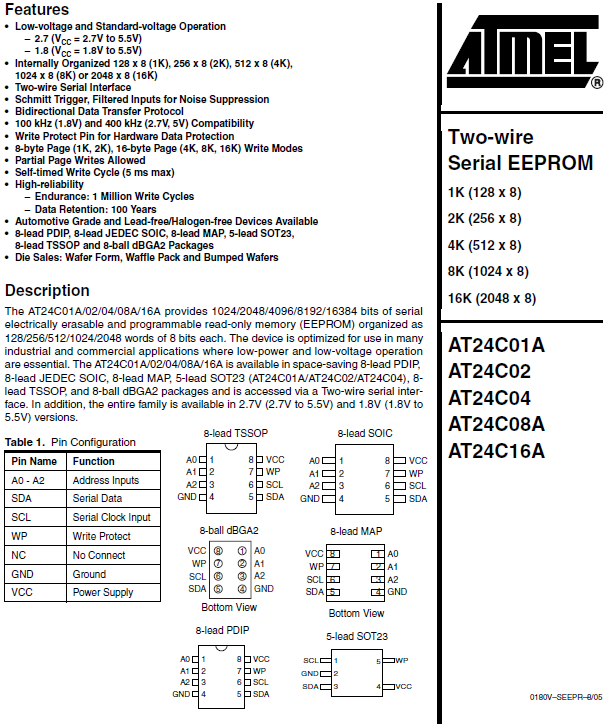 Features
• Low-voltage and Standard-voltage Operation
– 2.7 (VCC = 2.7V to 5.5V)
– 1.8 (VCC = 1.8V to 5.5V)
• Internally Organized 128 x 8 (1K), 256 x 8 (2K), 512 x 8 (4K),
1024 x 8 (8K) or 2048 x 8 (16K)
• Two-wire Serial Interface
• Schmitt Trigger, Filtered Inputs for Noise Suppression
• Bidirectional Data Transfer Protocol
• 100 kHz (1.8V) and 400 kHz (2.7V, 5V) Compatibility
• Write Protect Pin for Hardware Data Protection
• 8-byte Page (1K, 2K), 16-byte Page (4K, 8K, 16K) Write Modes
• Partial Page Writes Allowed
• Self-timed Write Cycle (5 ms max)
• High-reliability
– Endurance: 1 Million Write Cycles
– Data Retention: 100 Years
• Automotive Grade and Lead-free/Halogen-free Devices Available
• 8-lead PDIP, 8-lead JEDEC SOIC, 8-lead MAP, 5-lead SOT23,
8-lead TSSOP and 8-ball dBGA2 Packages
• Die Sales: Wafer Form, Waffle Pack and Bumped Wafers
Description
The AT24C01A/02/04/08A/16A provides 1024/2048/4096/8192/16384 bits of serial
electrically erasable and programmable read-only memory (EEPROM) organized as
128/256/512/1024/2048 words of 8 bits each. The device is optimized for use in many
industrial and commercial applications where low-power and low-voltage operation
are essential. The AT24C01A/02/04/08A/16A is available in space-saving 8-lead PDIP,
8-lead JEDEC SOIC, 8-lead MAP, 5-lead SOT23 (AT24C01A/AT24C02/AT24C04), 8-
lead TSSOP, and 8-ball dBGA2 packages and is accessed via a Two-wire serial inter-
face. In addition, the entire family is available in 2.7V (2.7V to 5.5V) and 1.8V (1.8V to
5.5V) versions.
Table 1. Pin Configuration
Pin Name Function
A0 - A2 Address Inputs
SDA Serial Data
SCL Serial Clock Input
WP Write Protect
NC No Connect
GND Ground
VCC Power Supply
8-lead TSSOP
A0 1 8 VCC
A1 2 7 WP
A2 3 6 SCL
GND 4 5 SDA
8-lead SOIC
A0 1 8 VCC
A1 2 7 WP
A2 3 6 SCL
GND 4 5 SDA
8-ball dBGA2
VCC 8 1 A0
WP 7 2 A1
SCL 6 3 A2
SDA 5 4 GND
Bottom View
8-lead MAP
VCC 8 1 A0
WP 7 2 A1
SCL 6 3 A2
SDA 5 4 GND
Bottom View
8-lead PDIP
A0 1 8 VCC
A1 2 7 WP
A2 3 6 SCL
GND 4 5 SDA
5-lead SOT23
SCL 1 5 WP
GND 2
SDA 3 4 VCC
ATMEL®
Two-wire
Serial EEPROM
1K (128 x 8)
2K (256 x 8)
4K (512 x 8)
8K (1024 x 8)
16K (2048 x 8)
AT24C01A
AT24C02
AT24C04
AT24C08A
AT24C16A
0180V–SEEPR–8/05